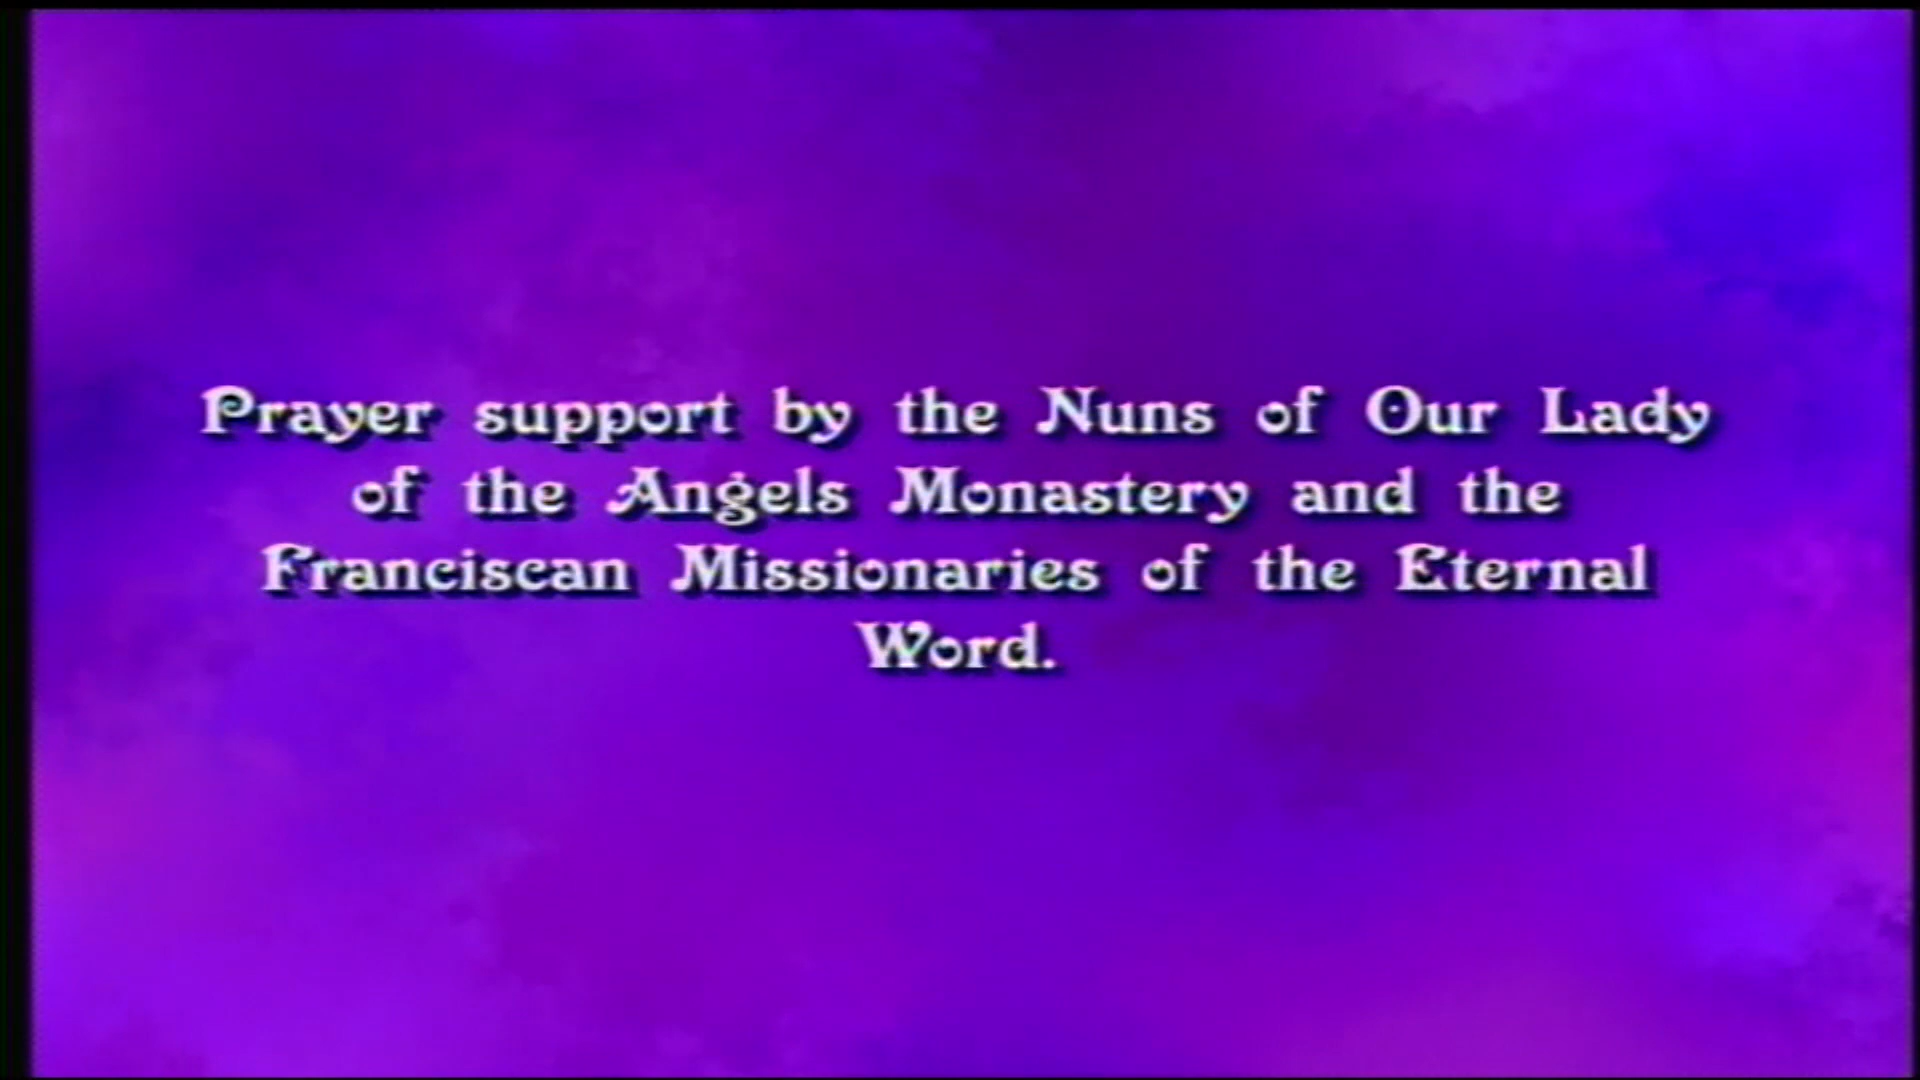 Prayer support by the Nuns of Our Lady
of the Angels Monastery and the
Franciscan Missionaries of the Eternal
Word.